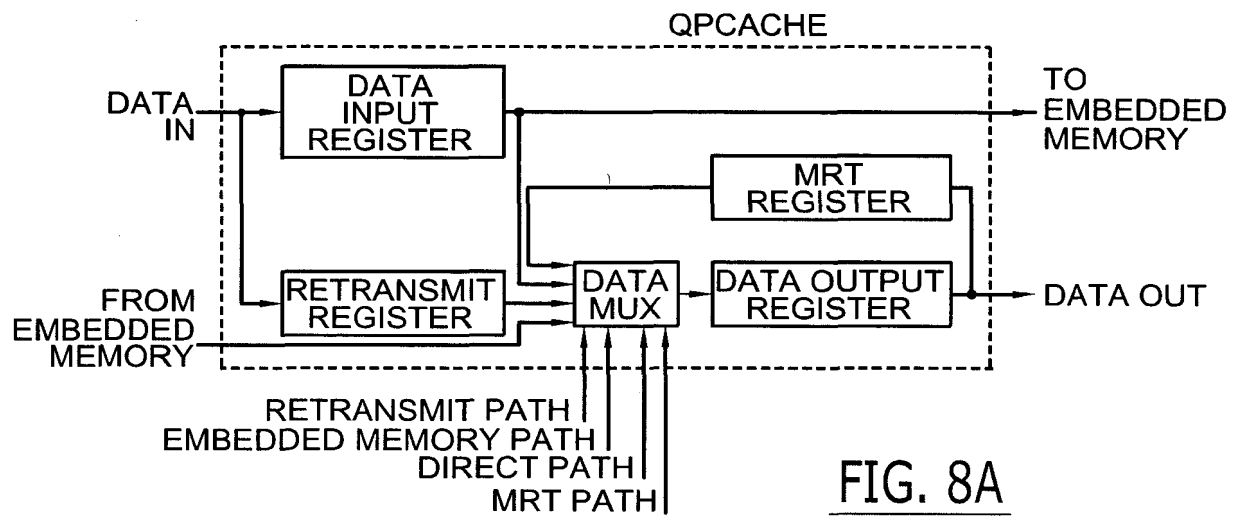 QPCACHE
DATA
IN
DATA
INPUT
REGISTER
TO
EMBEDDED
MEMORY
MRT
REGISTER
FROM
EMBEDDED
MEMORY
RETRANSMIT
REGISTER
DATA
MUX
DATA OUTPUT
REGISTER
DATA OUT
RETRANSMIT PATH
EMBEDDED MEMORY PATH
DIRECT PATH
MRT PATH
FIG. 8A